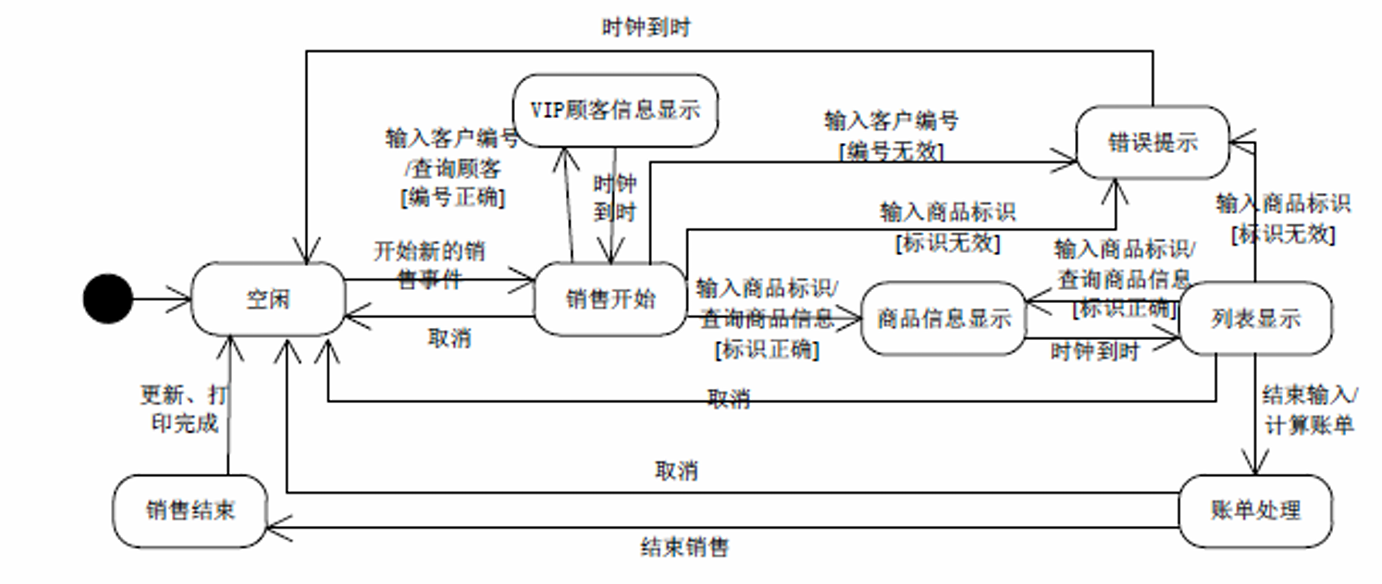 时钟到时
VIP顾客信息显示
输入客户编号
/查询顾客
[编号正确]
时钟
到时
输入客户编号
[编号无效]
错误提示
输入商品标识
[标识无效]
输入商品标识
[标识无效]
开始新的销
售事件
空闲
销售开始
取消
输入商品标识/
查询商品信息
[标识正确]
商品信息显示
输入商品标识/
查询商品信息
[标识正确]
列表显示
时钟到时
取消
结束输入/
计算账单
更新、打
印完成
取消
销售结束
账单处理
结束销售